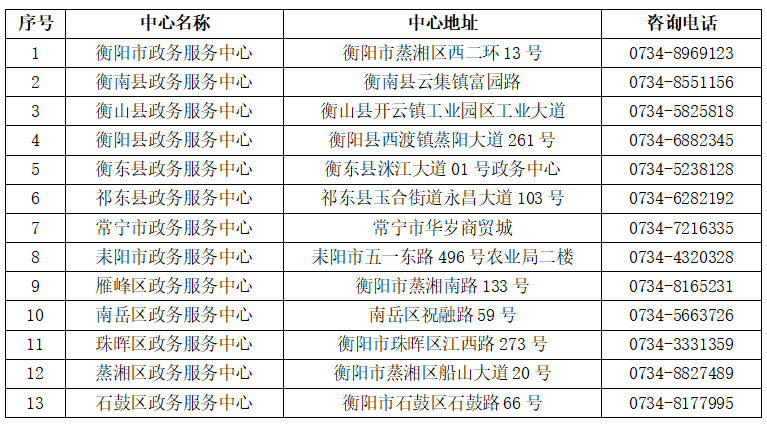 序号 中心名称 中心地址 咨询电话
1 衡阳市政务服务中心 衡阳市蒸湘区西二环 13 号 0734-8969123
2 衡南县政务服务中心 衡南县云集镇富园路 0734-8551156
3 衡山县政务服务中心 衡山县开云镇工业园区工业大道 0734-5825818
4 衡阳县政务服务中心 衡阳县西渡镇蒸阳大道 261 号 0734-6882345
5 衡东县政务服务中心 衡东县洣江大道 01 号政务中心 0734-5238128
6 祁东县政务服务中心 祁东县玉合街道永昌大道 103 号 0734-6282192
7 常宁市政务服务中心 常宁市华岁商贸城 0734-7216335
8 耒阳市政务服务中心 耒阳市五一东路 496 号农业局二楼 0734-4320328
9 雁峰区政务服务中心 衡阳市蒸湘南路 133 号 0734-8165231
10 南岳区政务服务中心 南岳区祝融路 59 号 0734-5663726
11 珠晖区政务服务中心 衡阳市珠晖区江西路 273 号 0734-3331359
12 蒸湘区政务服务中心 衡阳市蒸湘区船山大道 20 号 0734-8827489
13 石鼓区政务服务中心 衡阳市石鼓区石鼓路 66 号 0734-8177995